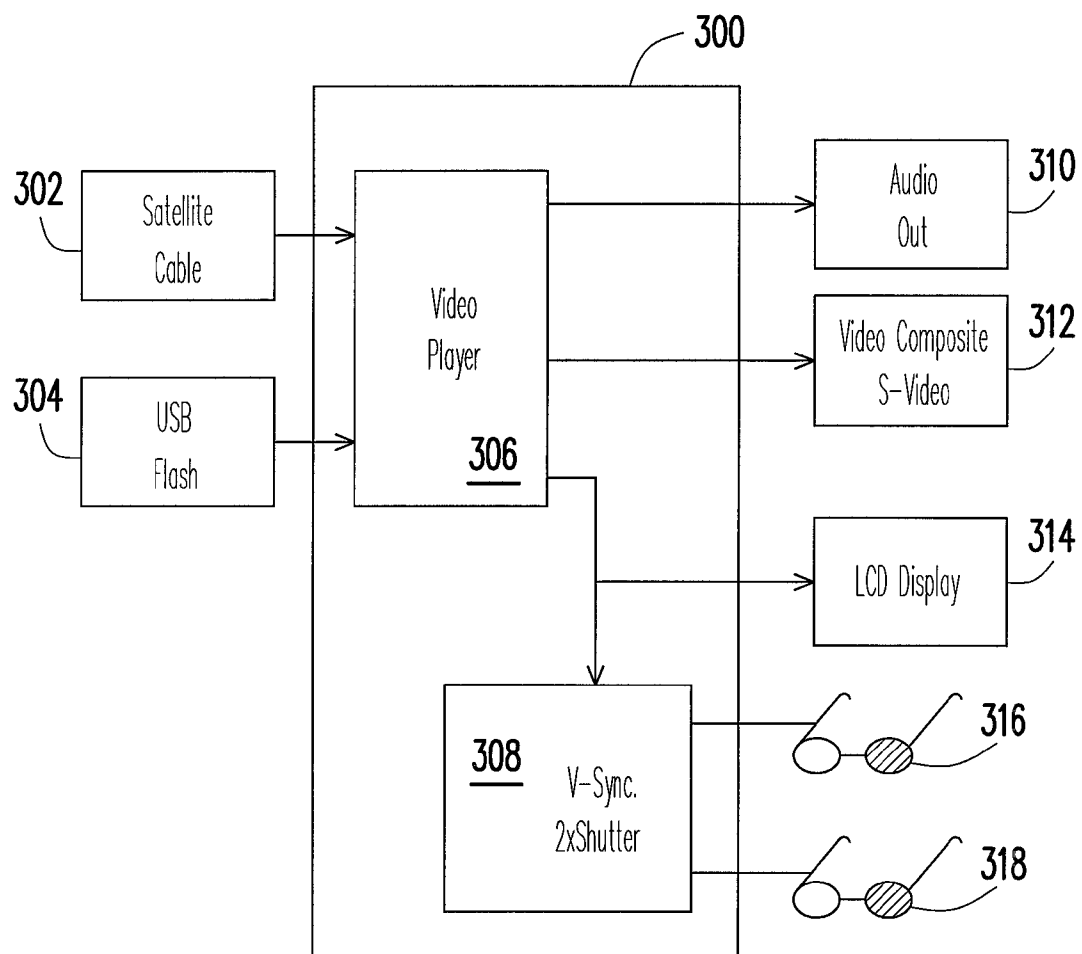 300
302
Satellite
Cable
304
USB
Flash
Video
Player
306
Audio
Out
310
Video Composite
S-Video
312
LCD Display
314
308
V-Sync.
2xShutter
316
318